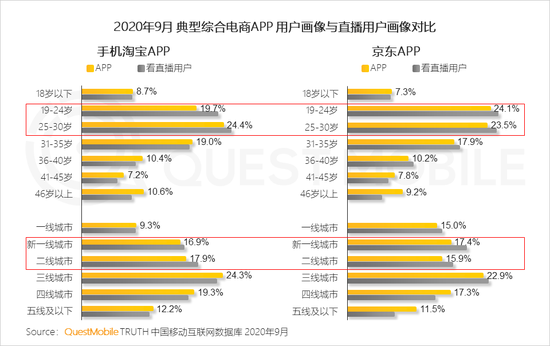 2020年9月 典型综合电商APP 用户画像与直播用户画像对比
手机淘宝APP
APP 看直播用户
18岁以下 8.7%
19-24岁 19.7%
25-30岁 24.4%
31-35岁 19.0%
36-40岁 10.4%
41-45岁 7.2%
46岁以上 10.6%
一线城市 9.3%
新一线城市 16.9%
二线城市 17.9%
三线城市 24.3%
四线城市 19.3%
五线及以下 12.2%
京东APP
APP 看直播用户
18岁以下 7.3%
19-24岁 24.1%
25-30岁 23.5%
31-35岁 17.9%
36-40岁 10.2%
41-45岁 7.8%
46岁以上 9.2%
一线城市 15.0%
新一线城市 17.4%
二线城市 15.9%
三线城市 22.9%
四线城市 17.3%
五线及以下 11.5%
QUESTMOBILE
Source：QuestMobile TRUTH 中国移动互联网数据库 2020年9月